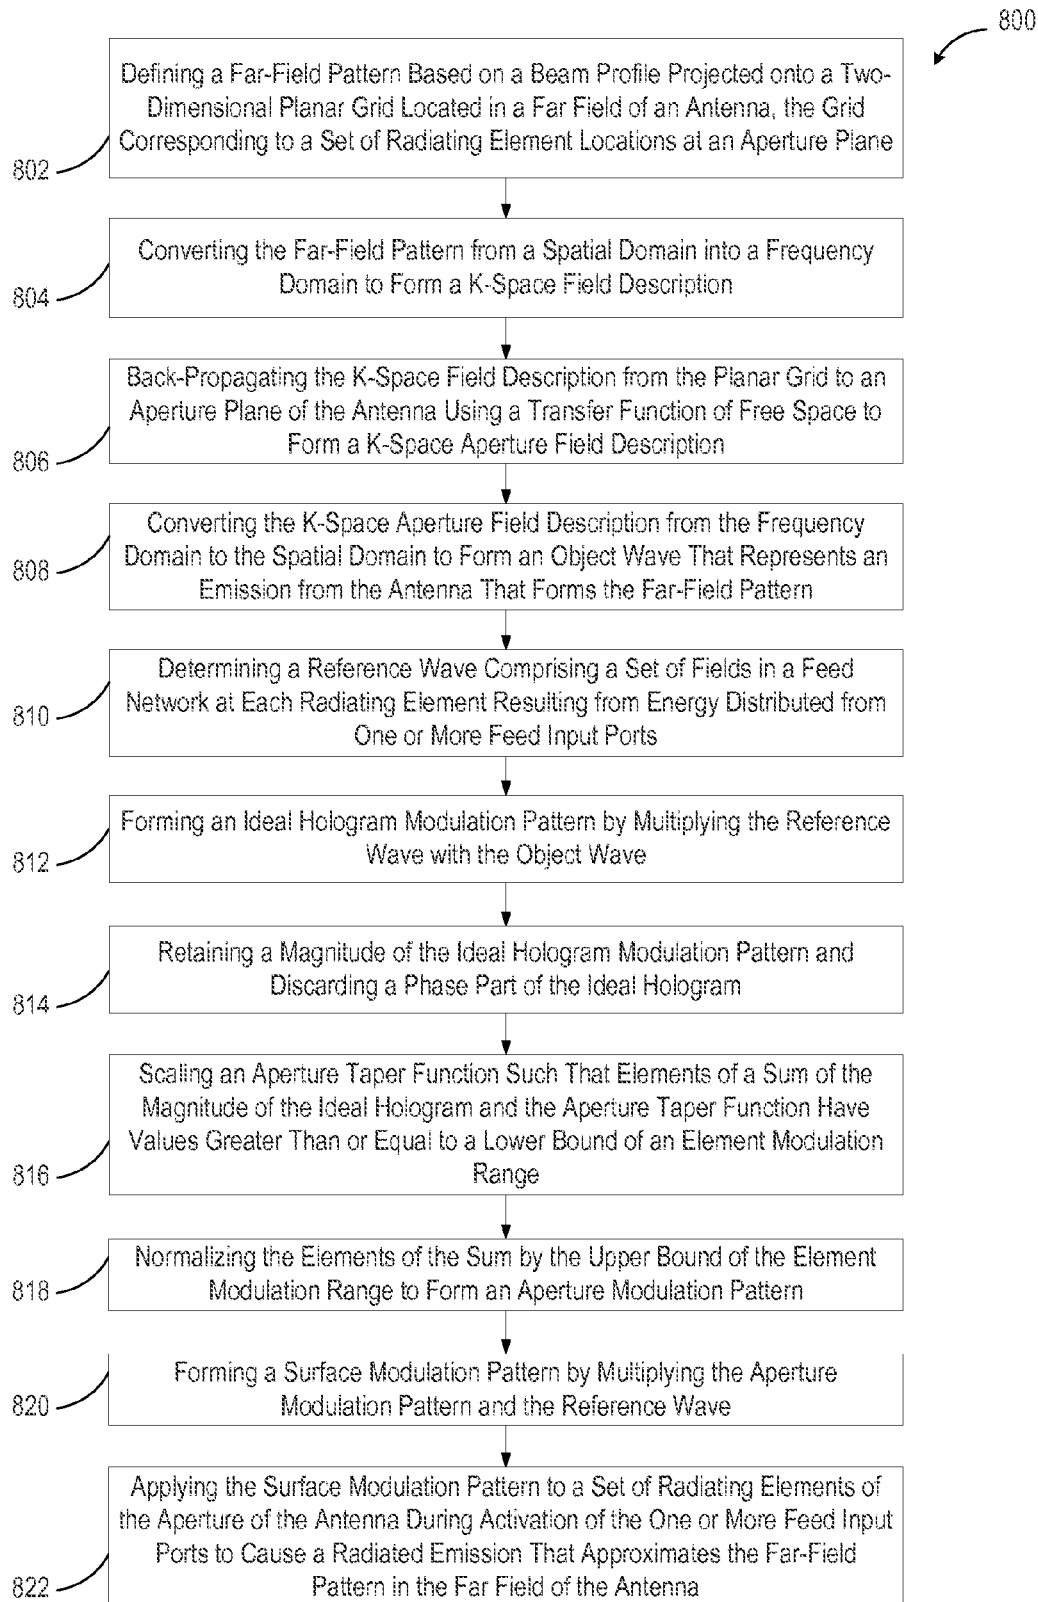 800
Defining a Far-Field Pattern Based on a Beam Profile Projected onto a Two-
Dimensional Planar Grid Located in a Far Field of an Antenna, the Grid
Corresponding to a Set of Radiating Element Locations at an Aperture Plane
802
Converting the Far-Field Pattern from a Spatial Domain into a Frequency
Domain to Form a K-Space Field Description
804
Back-Propagating the K-Space Field Description from the Planar Grid to an
Aperture Plane of the Antenna Using a Transfer Function of Free Space to
Form a K-Space Aperture Field Description
806
Converting the K-Space Aperture Field Description from the Frequency
Domain to the Spatial Domain to Form an Object Wave That Represents an
Emission from the Antenna That Forms the Far-Field Pattern
808
Determining a Reference Wave Comprising a Set of Fields in a Feed
Network at Each Radiating Element Resulting from Energy Distributed from
One or More Feed Input Ports
810
Forming an Ideal Hologram Modulation Pattern by Multiplying the Reference
Wave with the Object Wave
812
Retaining a Magnitude of the Ideal Hologram Modulation Pattern and
Discarding a Phase Part of the Ideal Hologram
814
Scaling an Aperture Taper Function Such That Elements of a Sum of the
Magnitude of the Ideal Hologram and the Aperture Taper Function Have
Values Greater Than or Equal to a Lower Bound of an Element Modulation
Range
816
Normalizing the Elements of the Sum by the Upper Bound of the Element
Modulation Range to Form an Aperture Modulation Pattern
818
Forming a Surface Modulation Pattern by Multiplying the Aperture
Modulation Pattern and the Reference Wave
820
Applying the Surface Modulation Pattern to a Set of Radiating Elements of
the Aperture of the Antenna During Activation of the One or More Feed Input
Ports to Cause a Radiated Emission That Approximates the Far-Field
Pattern in the Far Field of the Antenna
822